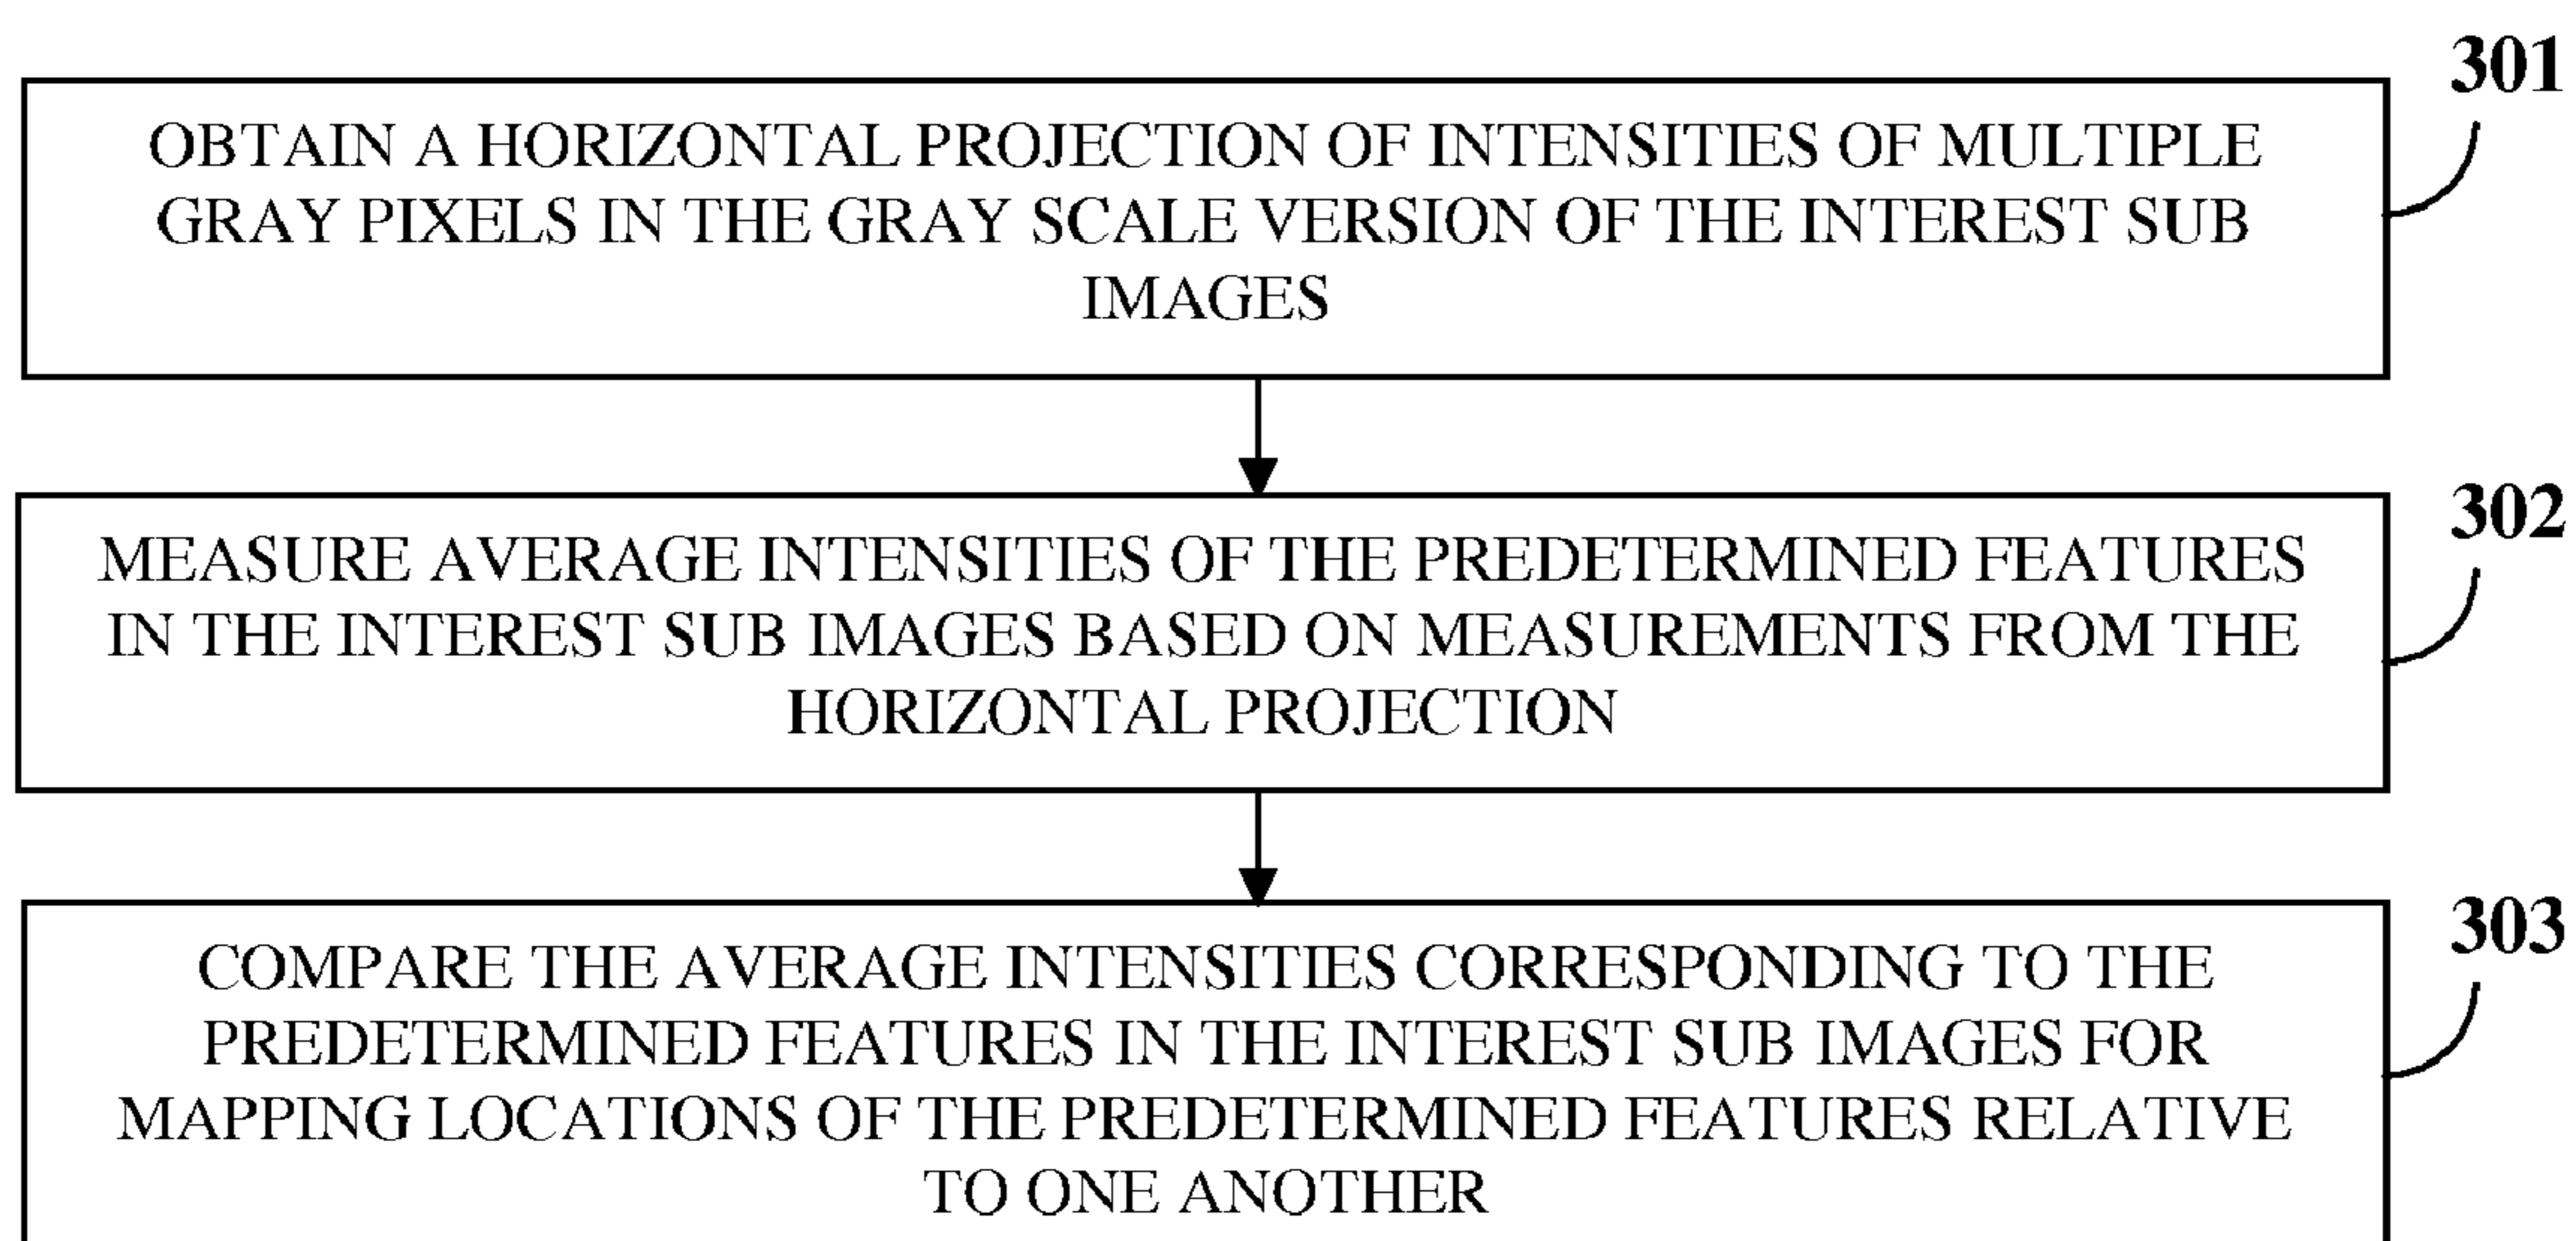 301
OBTAIN A HORIZONTAL PROJECTION OF INTENSITIES OF MULTIPLE
GRAY PIXELS IN THE GRAY SCALE VERSION OF THE INTEREST SUB
IMAGES
302
MEASURE AVERAGE INTENSITIES OF THE PREDETERMINED FEATURES
IN THE INTEREST SUB IMAGES BASED ON MEASUREMENTS FROM THE
HORIZONTAL PROJECTION
303
COMPARE THE AVERAGE INTENSITIES CORRESPONDING TO THE
PREDETERMINED FEATURES IN THE INTEREST SUB IMAGES FOR
MAPPING LOCATIONS OF THE PREDETERMINED FEATURES RELATIVE
TO ONE ANOTHER